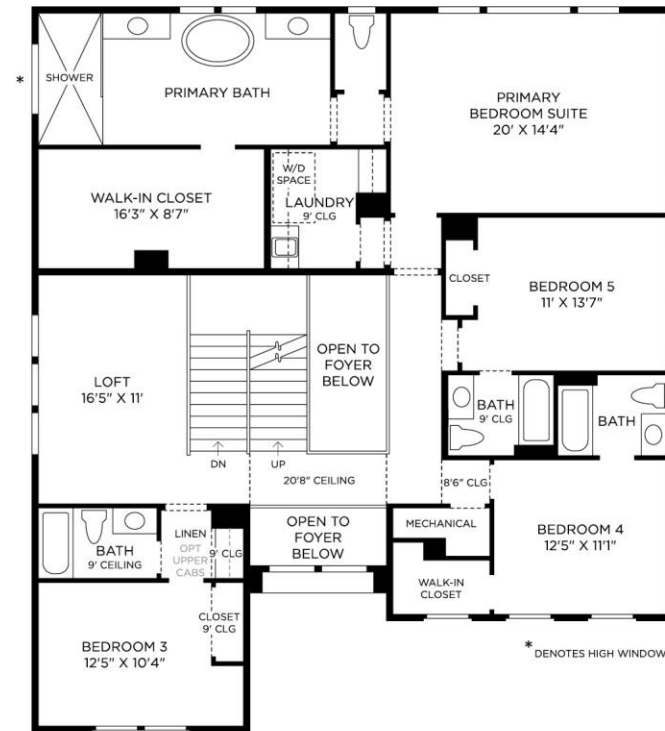 *
SHOWER
PRIMARY BATH
PRIMARY
BEDROOM SUITE
20' X 14'4"
WALK-IN CLOSET
16'3" X 8'7"
W/D
SPACE
LAUNDRY
9' CLG
CLOSET
BEDROOM 5
11' X 13'7"
LOFT
16'5" X 11'
OPEN TO
FOYER
BELOW
DN
UP
BATH
9' CLG
BATH
20'8" CEILING
8'6" CLG
MECHANICAL
BEDROOM 4
12'5" X 11'1"
WALK-IN
CLOSET
OPEN TO
FOYER
BELOW
BATH
9' CEILING
LINEN
OPT
UPPER
CABS
9' CLG
CLOSET
9' CLG
BEDROOM 3
12'5" X 10'4"
* DENOTES HIGH WINDOW